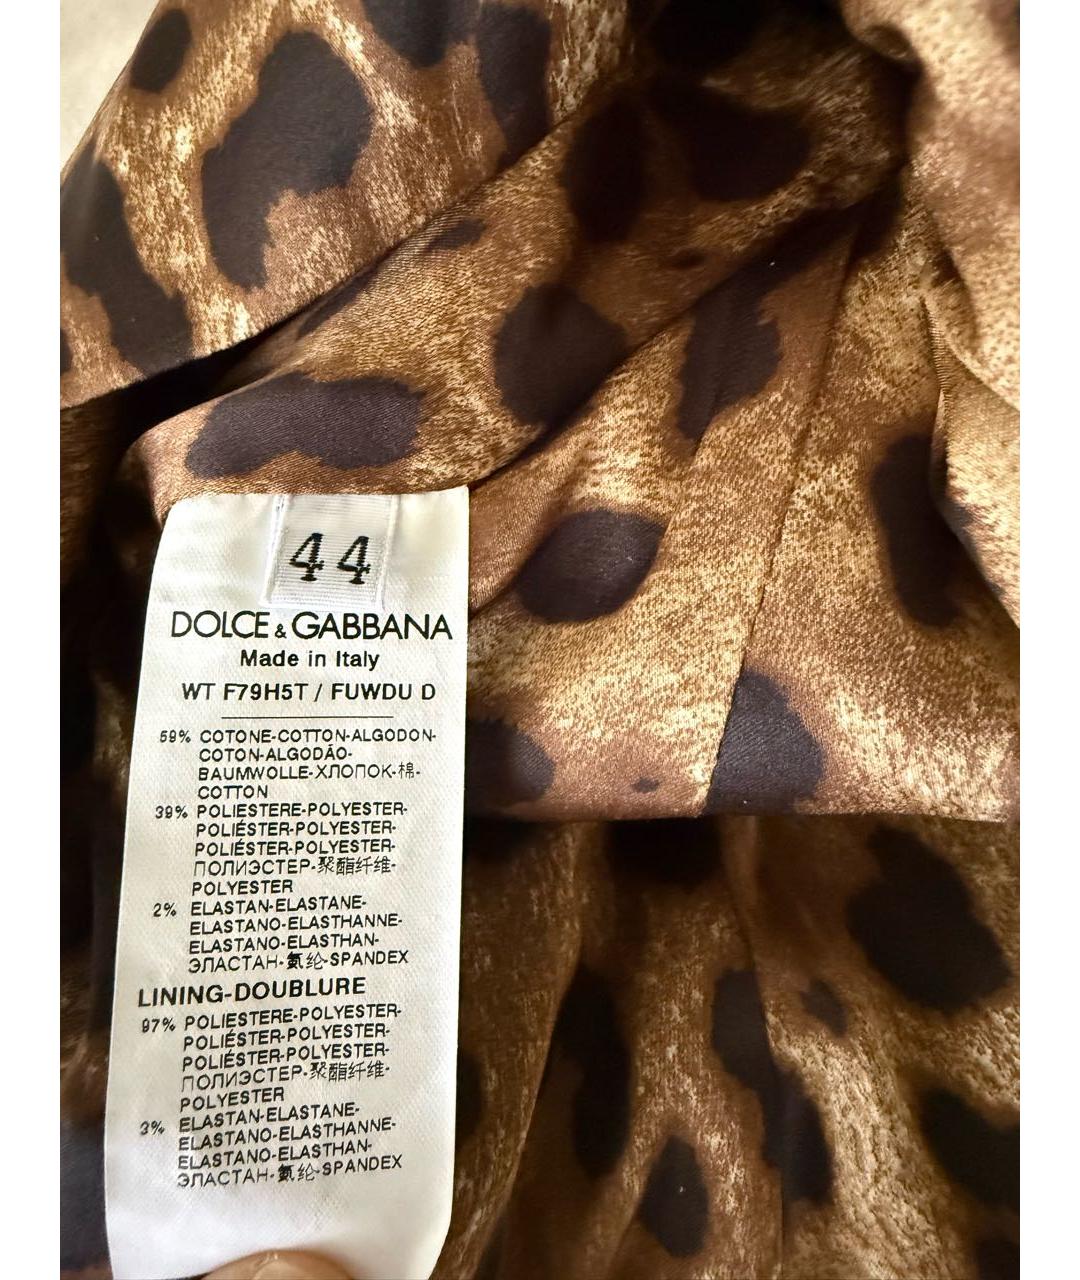 44
DOLCE & GABBANA
Made in Italy
WT F79H5T / FUWDU D
59% COTONE-COTTON-ALGODON-
COTON-ALGODÃO-
BAUMWOLLE-ХЛОПОК-棉-
COTTON
39% POLIESTERE-POLYESTER-
POLIÉSTER-POLYESTER-
POLIÉSTER-POLYESTER-
ПОЛИЭСТЕР-聚酯纤维-
POLYESTER
2% ELASTAN-ELASTANE-
ELASTANO-ELASTHANNE-
ELASTANO-ELASTHAN-
ЭЛАСТАН-氨纶-SPANDEX
LINING-DOUBLURE
97% POLIESTERE-POLYESTER-
POLIÉSTER-POLYESTER-
POLIÉSTER-POLYESTER-
ПОЛИЭСТЕР-聚酯纤维-
POLYESTER
3% ELASTAN-ELASTANE-
ELASTANO-ELASTHANNE-
ELASTANO-ELASTHAN-
ЭЛАСТАН-氨纶-SPANDEX